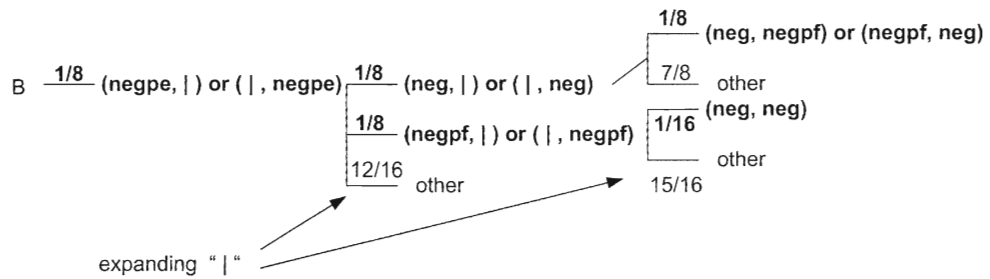 1/8 (neg, negpf) or (negpf, neg)
B 1/8 (negpe, | ) or ( | , negpe) 1/8 (neg, | ) or ( | , neg) 7/8 other
1/8 (negpf, | ) or ( | , negpf) 1/16 (neg, neg)
12/16 other other
15/16
expanding “ | “